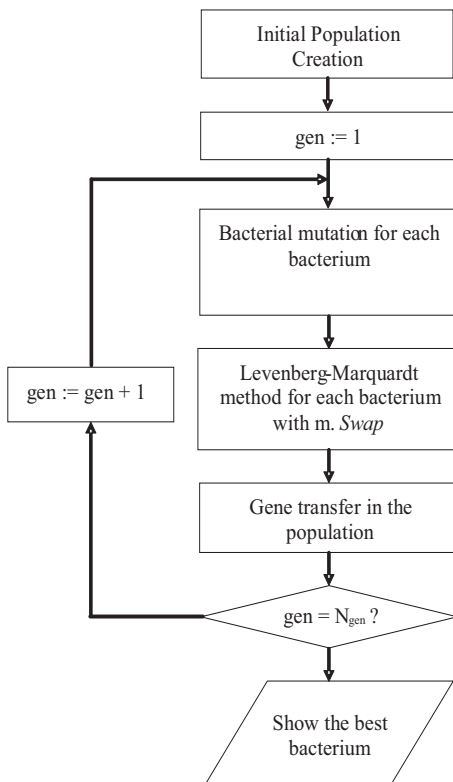 Initial Population
Creation
gen := 1
Bacterial mutation for each
bacterium
Levenberg-Marquardt
method for each bacterium
with m. Swap
gen := gen + 1
Gene transfer in the
population
gen = Ngen ?
Show the best
bacterium